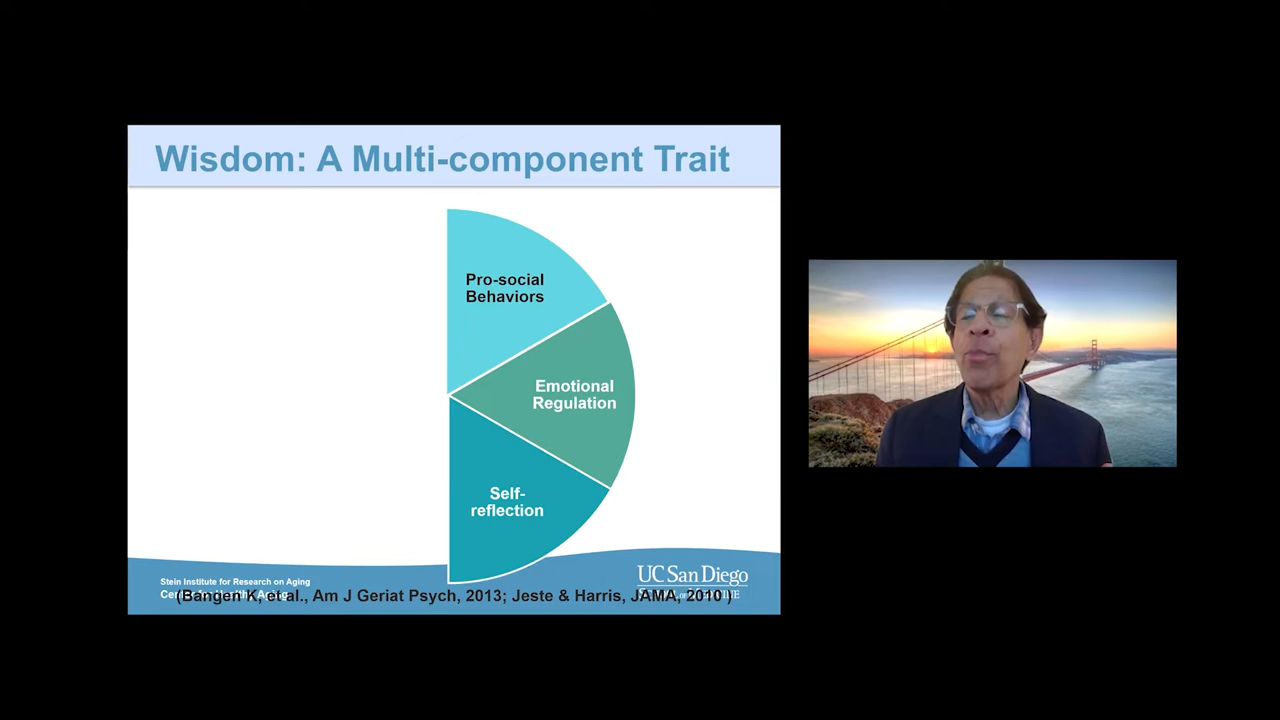 Wisdom: A Multi-component Trait
Pro-social
Behaviors
Emotional
Regulation
Self-
reflection
Stein Institute for Research on Aging
UC San Diego
(Bangen K, et al., Am J Geriat Psych, 2013; Jeste & Harris, JAMA, 2010 )